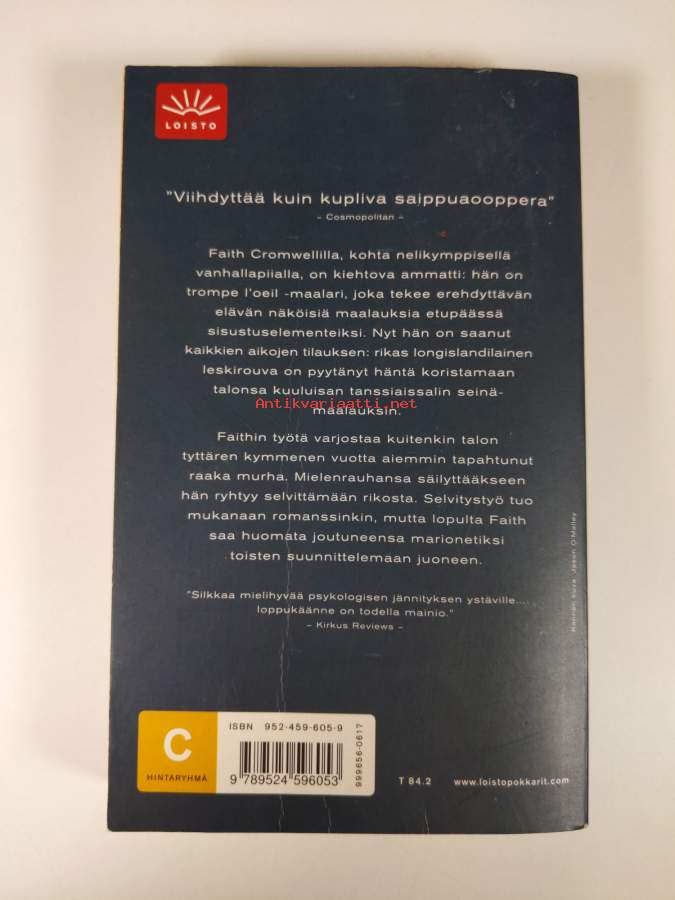 LOISTO
"Viihdyttää kuin kupliva saippuaooppera"
– Cosmopolitan –
Faith Cromwellilla, kohta nelikymppisellä
vanhallapiialla, on kiehtova ammatti: hän on
trompe l'oeil -maalari, joka tekee erehdyttävän
elävän näköisiä maalauksia etupäässä
sisustuselementeiksi. Nyt hän on saanut
kaikkien aikojen tilauksen: rikas longislandilainen
leskirouva on pyytänyt häntä koristamaan
talonsa kuuluisan tanssiaissalin seinä-
maalauksin.
Antikvariaatti.net
Faithin työtä varjostaa kuitenkin talon
tyttären kymmenen vuotta aiemmin tapahtunut
raaka murha. Mielenrauhansa säilyttääkseen
hän ryhtyy selvittämään rikosta. Selvitystyö tuo
mukanaan romanssinkin, mutta lopulta Faith
saa huomata joutuneensa marionetiksi
toisten suunnittelemaan juoneen.
"Silkkaa mielihyvää psykologisen jännityksen ystäville....
loppukäänne on todella mainio."
– Kirkus Reviews –
Kannen kuva: Jason O'Malley
C
HINTARYHMÄ
ISBN 952-459-605-9
9 789524 596053
999656-0617
T 84.2
www.loistopokkarit.com